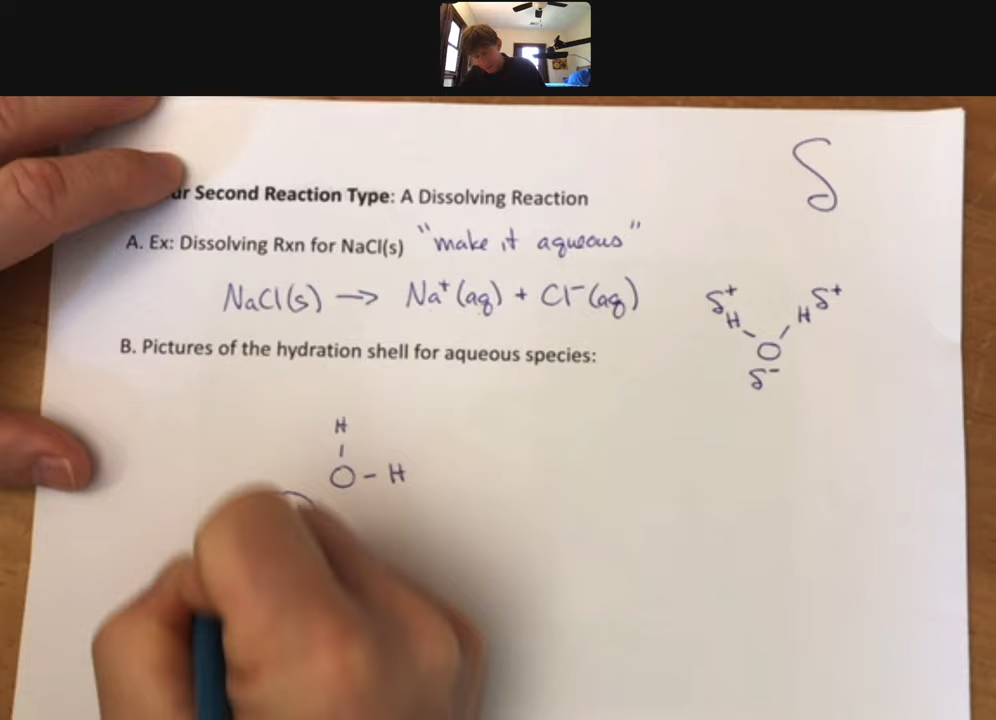 Second Reaction Type: A Dissolving Reaction
A. Ex: Dissolving Rxn for NaCl(s) "make it aqueous"
NaCl(s) → Na⁺(aq) + Cl⁻(aq)
B. Pictures of the hydration shell for aqueous species:
δ
δ⁺ H - O - H δ⁺
δ⁻
H
|
O - H